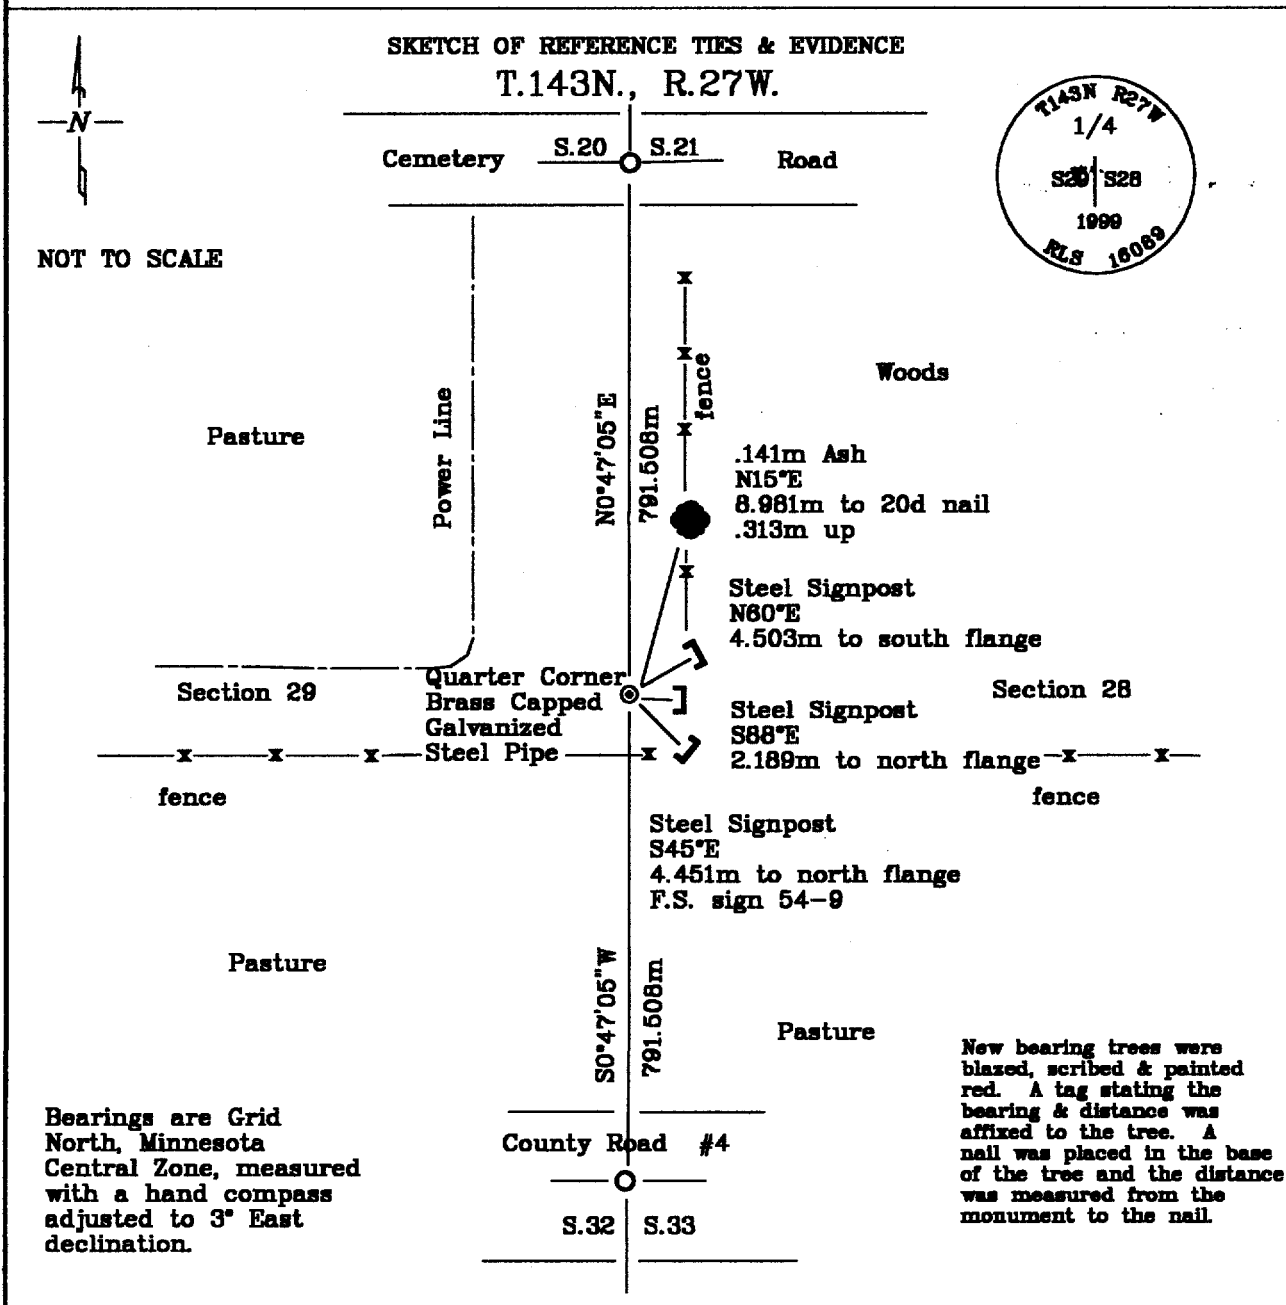 SKETCH OF REFERENCE TIES & EVIDENCE
T.143N., R.27W.
N
NOT TO SCALE
Cemetery
S.20
S.21
Road
T143N R27W
1/4
S29 S28
1999
RLS 16089
Power Line
Pasture
N0°47'05"E
791.508m
fence
Woods
.141m Ash
N15°E
8.981m to 20d nail
.313m up
Steel Signpost
N60°E
4.503m to south flange
Section 29
Quarter Corner
Brass Capped
Galvanized
Steel Pipe
Section 28
Steel Signpost
S88°E
2.189m to north flange
fence
fence
Steel Signpost
S45°E
4.451m to north flange
F.S. sign 54-9
Pasture
S0°47'05"W
791.508m
Pasture
County Road #4
S.32
S.33
Bearings are Grid
North, Minnesota
Central Zone, measured
with a hand compass
adjusted to 3° East
declination.
New bearing trees were
blazed, scribed & painted
red. A tag stating the
bearing & distance was
affixed to the tree. A
nail was placed in the base
of the tree and the distance
was measured from the
monument to the nail.